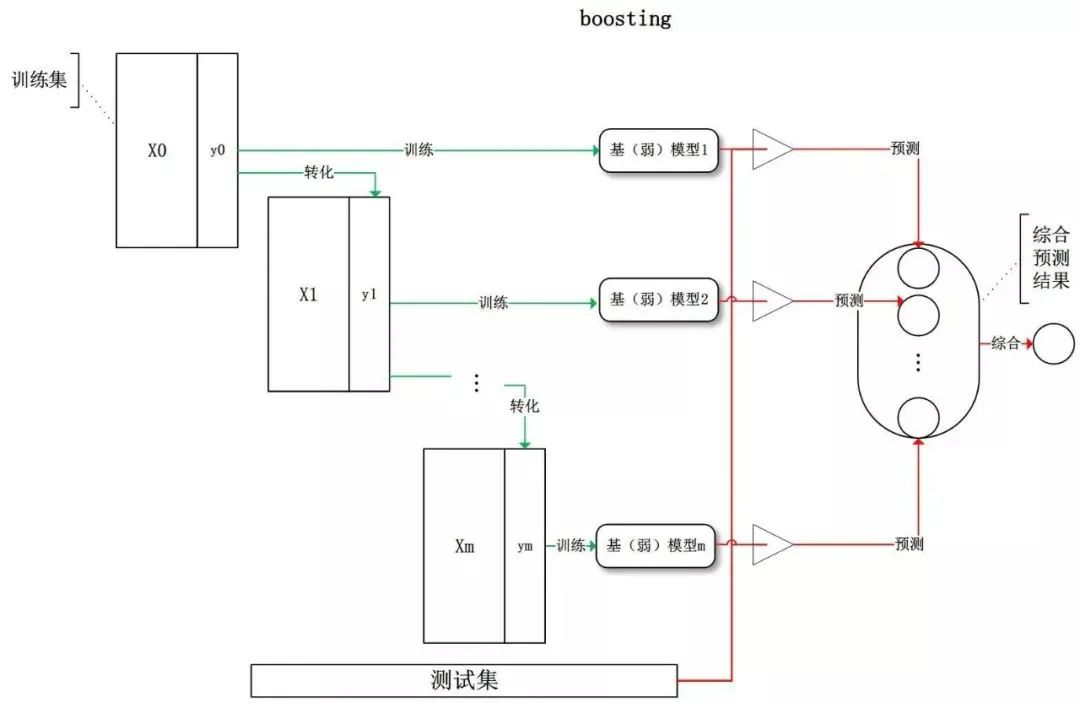 boosting
训练集
X0
y0
训练
基（弱）模型1
预测
转化
综合
预测
结果
X1
y1
训练
基（弱）模型2
预测
⋮
综合
⋮
转化
Xm
ym
训练
基（弱）模型m
预测
测试集